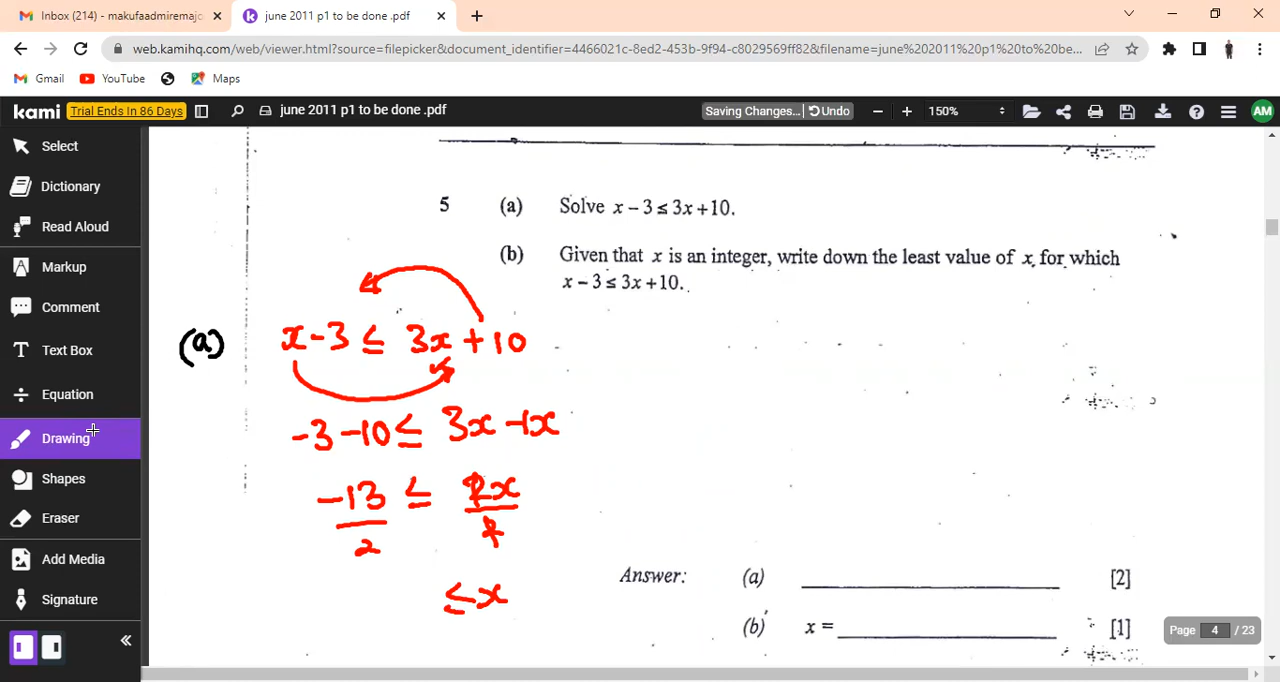 Inbox (214) - makufaadmiremajo
june 2011 p1 to be done .pdf
web.kamihq.com/web/viewer.html?source=filepicker&document_identifier=4466021c-8ed2-453b-9f94-c8029569ff82&filename=june%202011%20p1%20to%20be...
Gmail
YouTube
Maps
kami
Trial Ends In 86 Days
june 2011 p1 to be done .pdf
Saving Changes...
Undo
150%
AM
Select
Dictionary
Read Aloud
Markup
Comment
Text Box
Equation
Drawing
Shapes
Eraser
Add Media
Signature
5 (a) Solve x – 3 ≤ 3x + 10.
(b) Given that x is an integer, write down the least value of x for which
x – 3 ≤ 3x + 10.
(a) x - 3 ≤ 3x + 10
-3 - 10 ≤ 3x - 1x
-13/2 ≤ 2x/2
≤ x
Answer: (a) ____ [2]
(b) x = ____ [1]
Page 4 / 23